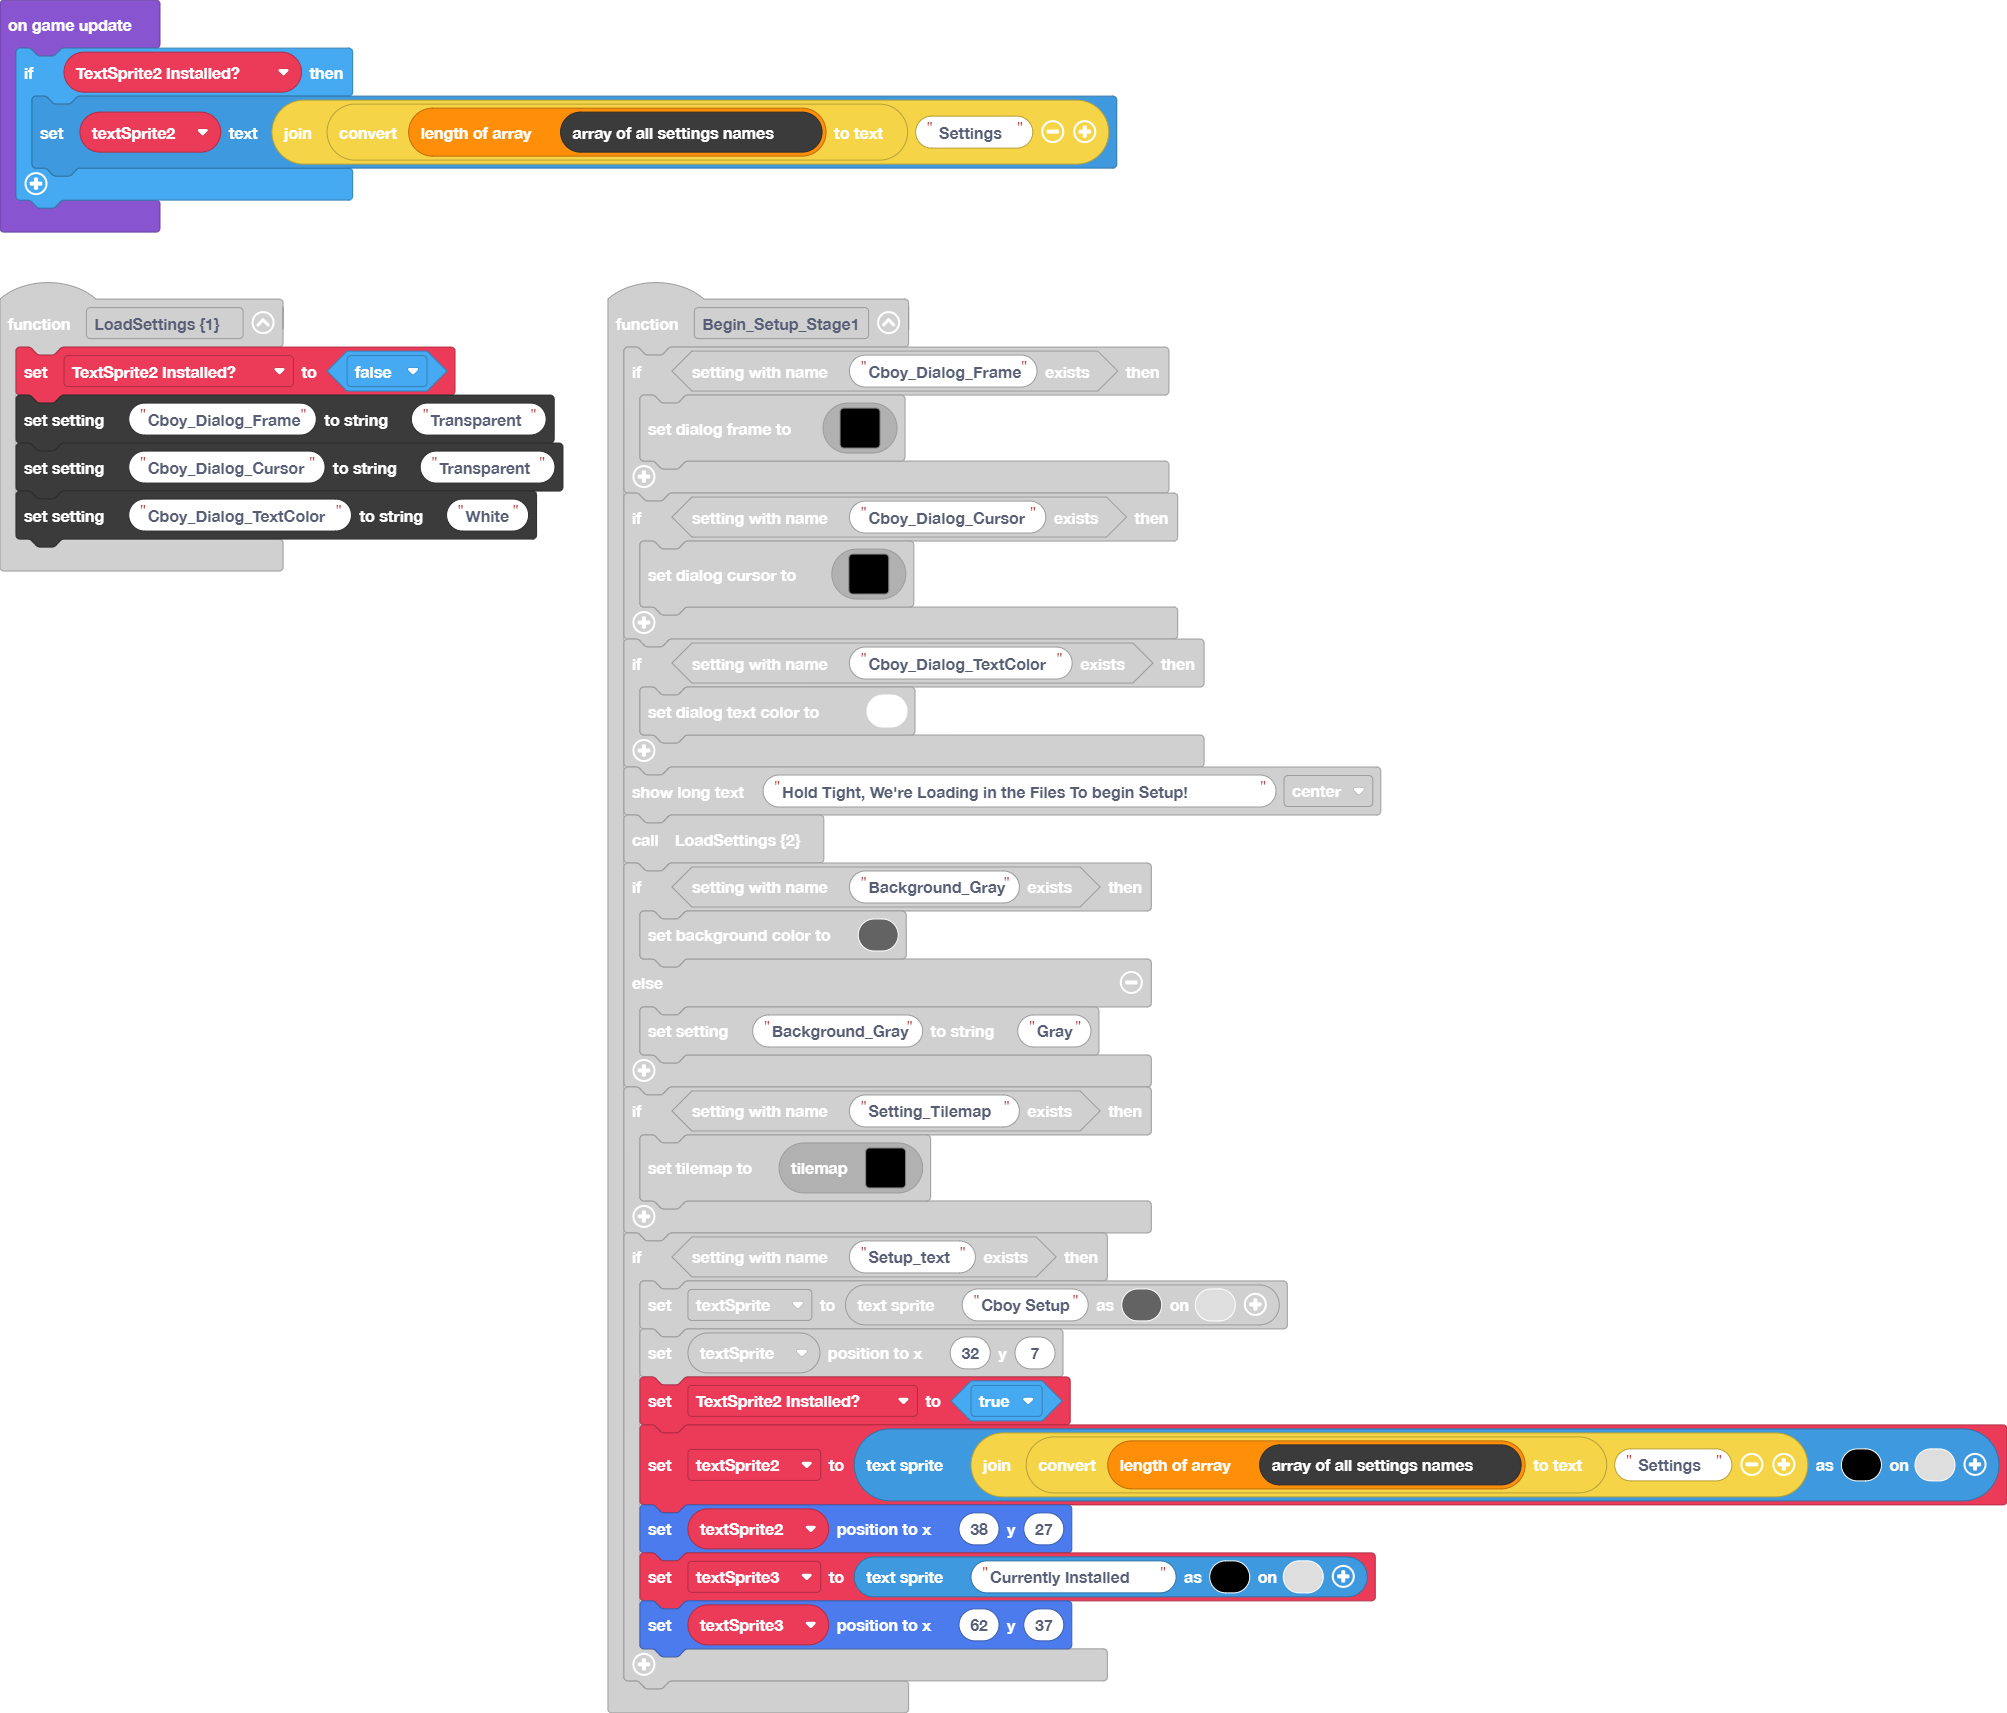 on game update
if TextSprite2 Installed? then
set textSprite2 text join convert length of array array of all settings names to text " Settings "
function LoadSettings {1}
set TextSprite2 Installed? to false
set setting "Cboy_Dialog_Frame" to string "Transparent "
set setting "Cboy_Dialog_Cursor " to string "Transparent "
set setting "Cboy_Dialog_TextColor " to string "White"
function Begin_Setup_Stage1
if setting with name "Cboy_Dialog_Frame" exists then
set dialog frame to
if setting with name "Cboy_Dialog_Cursor " exists then
set dialog cursor to
if setting with name "Cboy_Dialog_TextColor " exists then
set dialog text color to
show long text "Hold Tight, We're Loading in the Files To begin Setup! " center
call LoadSettings {2}
if setting with name "Background_Gray" exists then
set background color to
else
set setting "Background_Gray" to string "Gray"
if setting with name "Setting_Tilemap " exists then
set tilemap to tilemap
if setting with name "Setup_text " exists then
set textSprite to text sprite "Cboy Setup" as on
set textSprite position to x 32 y 7
set TextSprite2 Installed? to true
set textSprite2 to text sprite join convert length of array array of all settings names to text " Settings " as on
set textSprite2 position to x 38 y 27
set textSprite3 to text sprite "Currently Installed " as on
set textSprite3 position to x 62 y 37